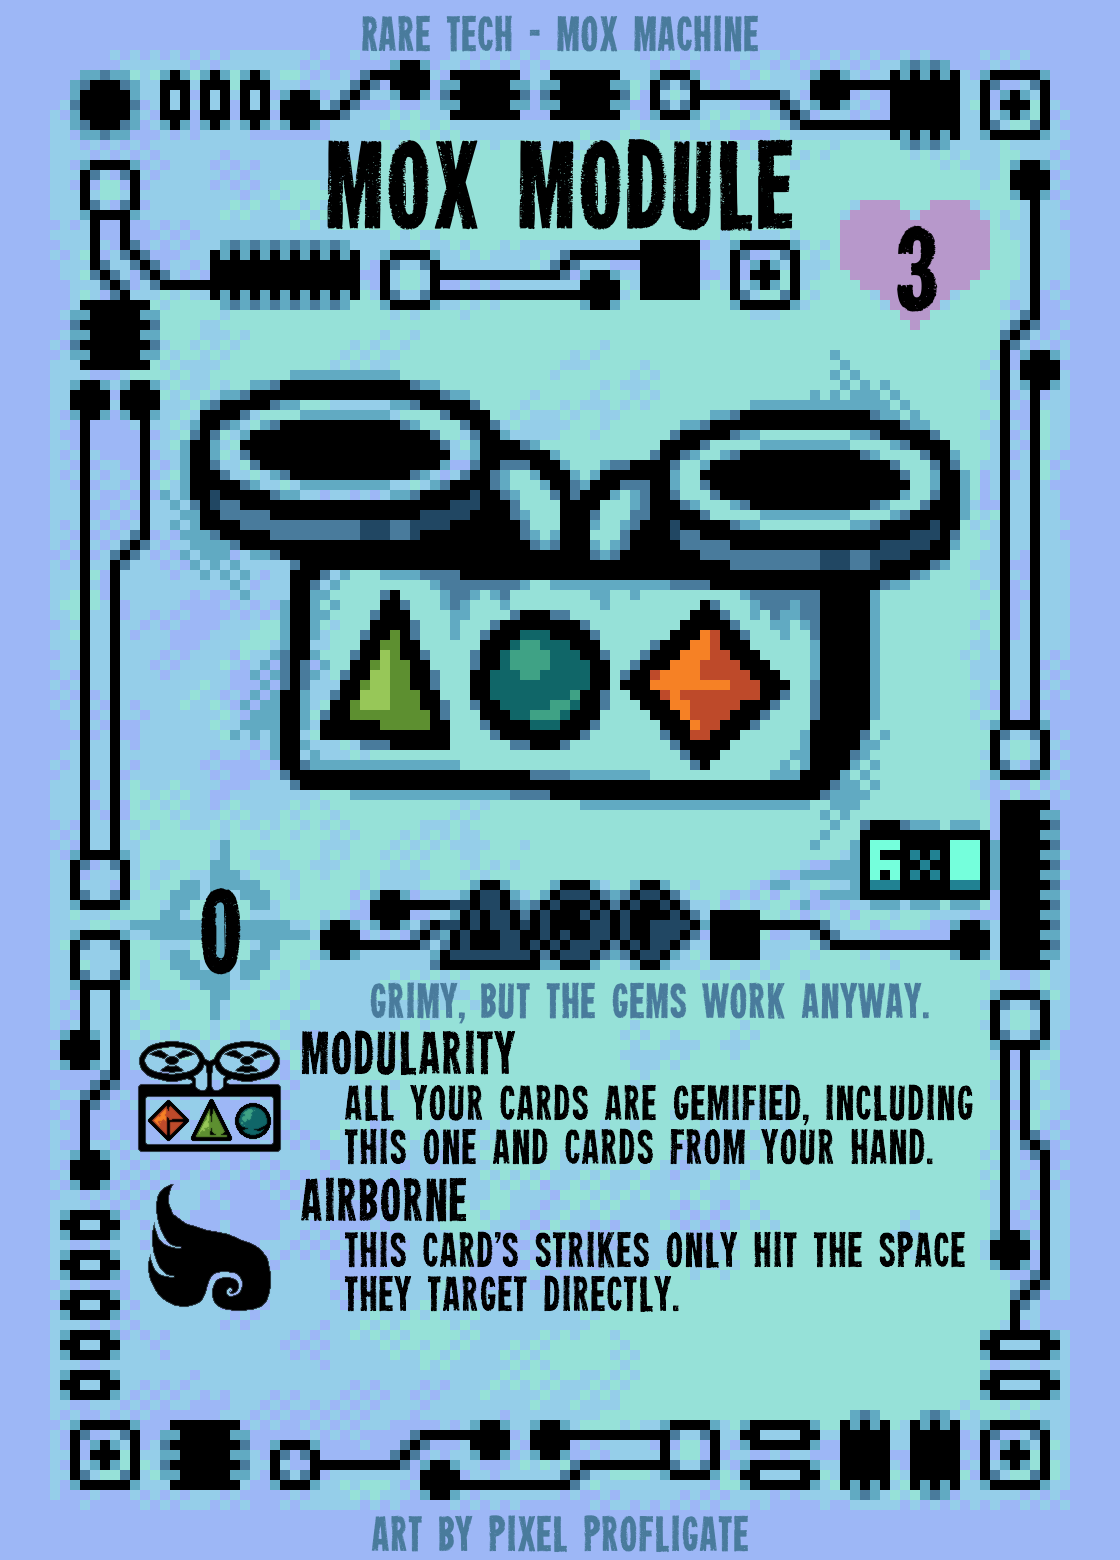 RARE TECH - MOX MACHINE
MOX MODULE
3
6X
0
GRIMY, BUT THE GEMS WORK ANYWAY.
MODULARITY
ALL YOUR CARDS ARE GEMIFIED, INCLUDING
THIS ONE AND CARDS FROM YOUR HAND.
AIRBORNE
THIS CARD'S STRIKES ONLY HIT THE SPACE
THEY TARGET DIRECTLY.
ART BY PIXEL PROFLIGATE